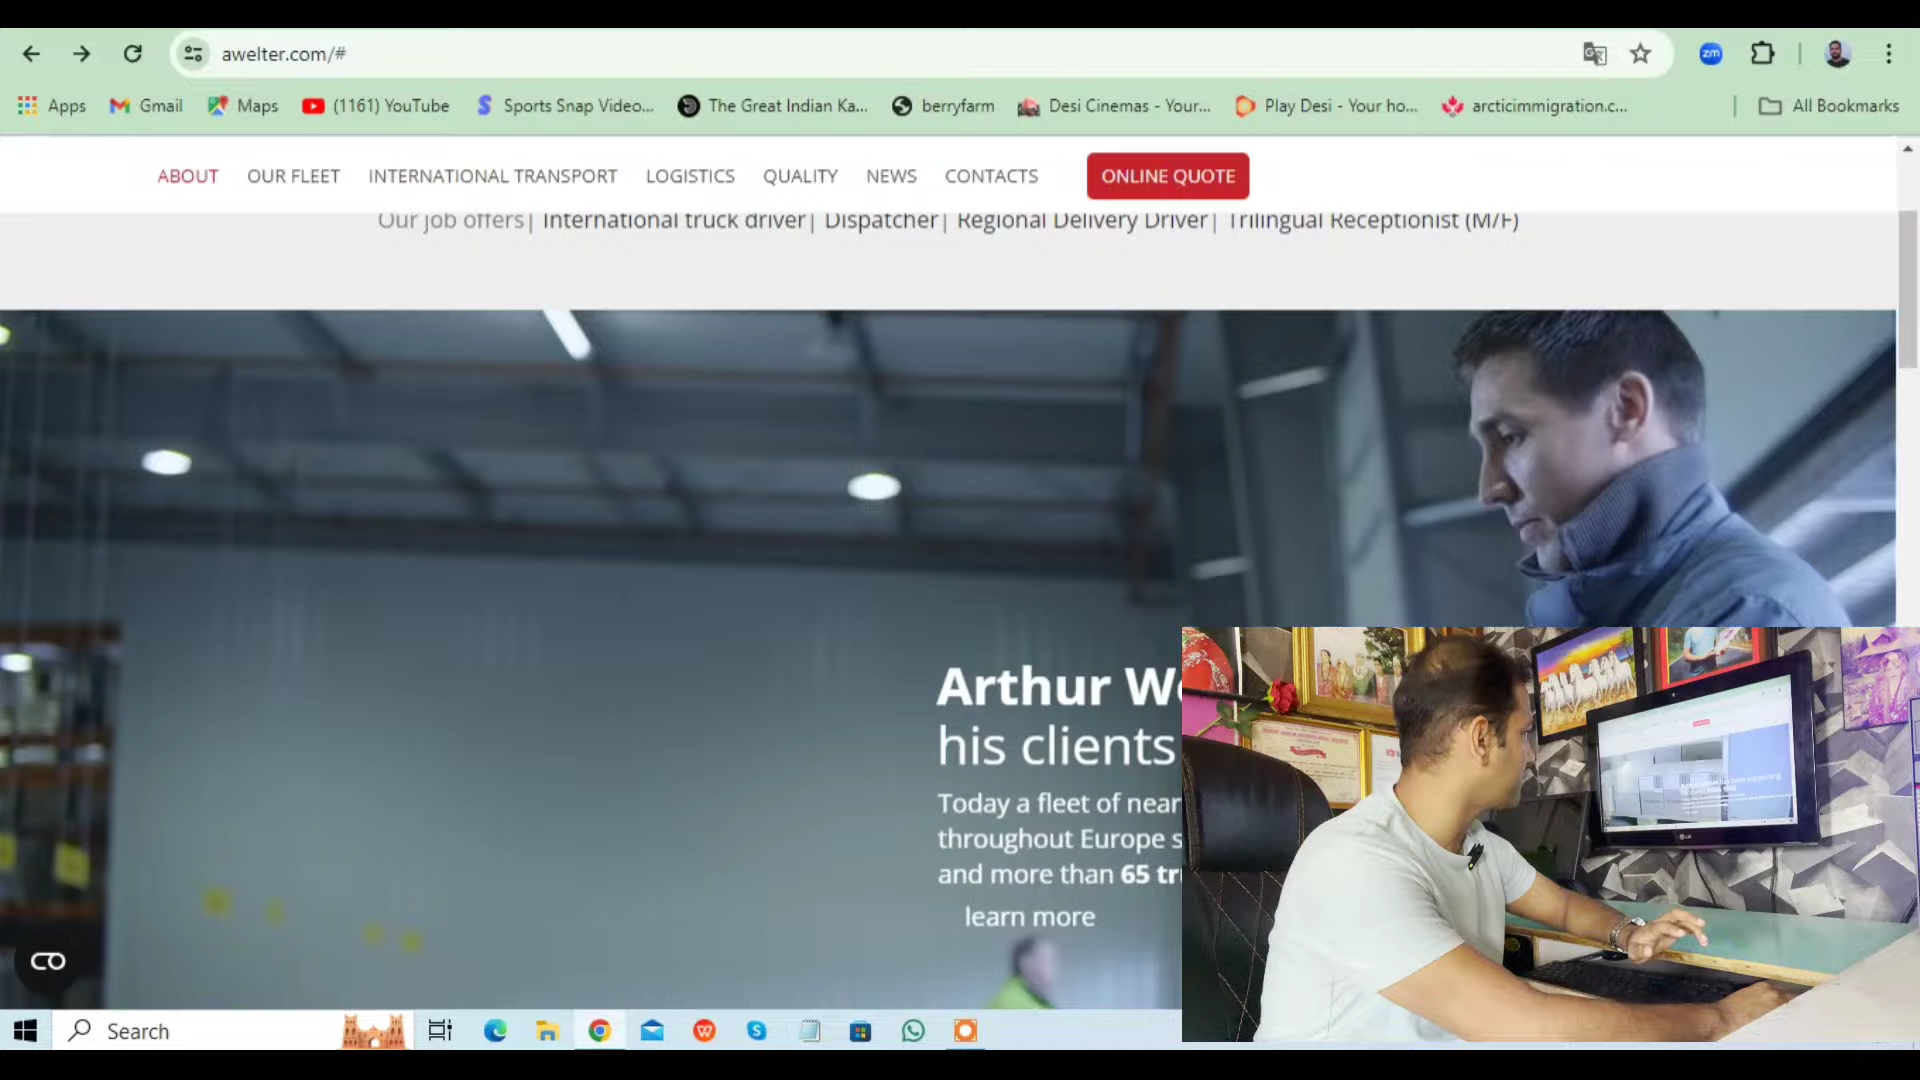 awelter.com/#
zm
Apps Gmail Maps (1161) YouTube Sports Snap Video... The Great Indian Ka... berryfarm Desi Cinemas - Your... Play Desi - Your ho... arcticimmigration.c... All Bookmarks
ABOUT OUR FLEET INTERNATIONAL TRANSPORT LOGISTICS QUALITY NEWS CONTACTS ONLINE QUOTE
Our job offers| International truck driver| Dispatcher| Regional Delivery Driver| Trilingual Receptionist (M/F)
Arthur
his clients
Today a fleet of
throughout Europe
and more than 65
learn more
Search
LG